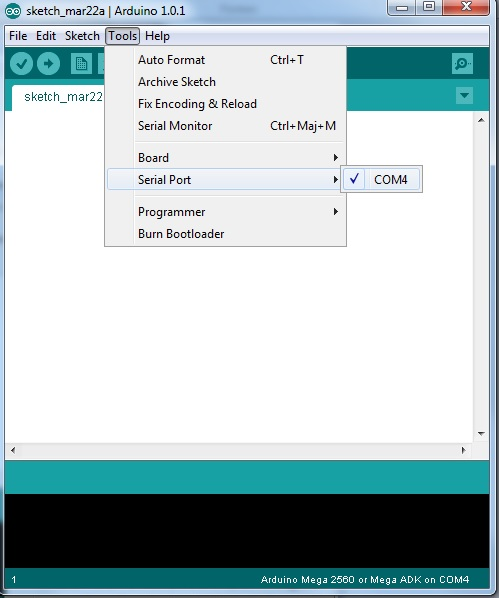 sketch_mar22a | Arduino 1.0.1
File Edit Sketch Tools Help
sketch_mar22
Auto Format Ctrl+T
Archive Sketch
Fix Encoding & Reload
Serial Monitor Ctrl+Maj+M
Board
Serial Port
COM4
Programmer
Burn Bootloader
1 Arduino Mega 2560 or Mega ADK on COM4